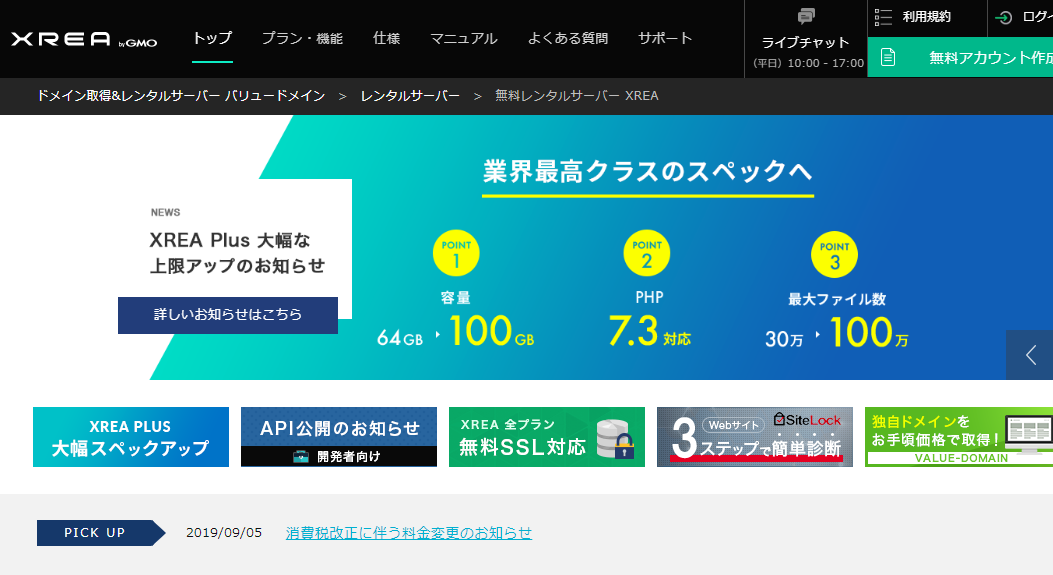 XREA by GMO
トップ
プラン・機能
仕様
マニュアル
よくある質問
サポート
ライブチャット
（平日）10:00 - 17:00
利用規約
ログイ
無料アカウント作成
ドメイン取得&レンタルサーバー バリュードメイン > レンタルサーバー > 無料レンタルサーバー XREA
NEWS
XREA Plus 大幅な
上限アップのお知らせ
詳しいお知らせはこちら
業界最高クラスのスペックへ
POINT
1
容量
64GB 100GB
POINT
2
PHP
7.3 対応
POINT
3
最大ファイル数
30万 100万
XREA PLUS
大幅スペックアップ
API公開のお知らせ
開発者向け
XREA 全プラン
無料SSL対応
Webサイト
SiteLock
3ステップで簡単診断
独自ドメインを
お手頃価格で取得！
VALUE-DOMAIN
PICK UP
2019/09/05
消費税改正に伴う料金変更のお知らせ